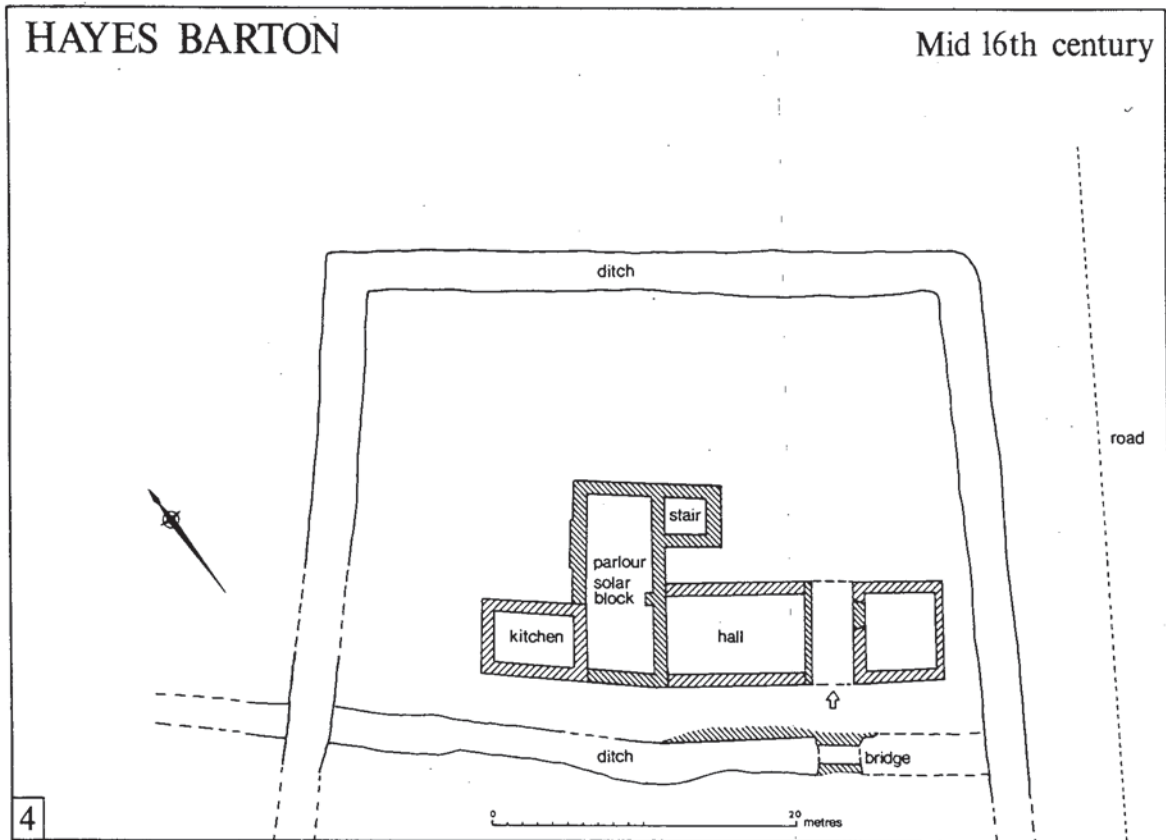 HAYES BARTON
Mid 16th century
ditch
road
stair
parlour
solar
block
kitchen
hall
ditch
bridge
0 20 metres
4